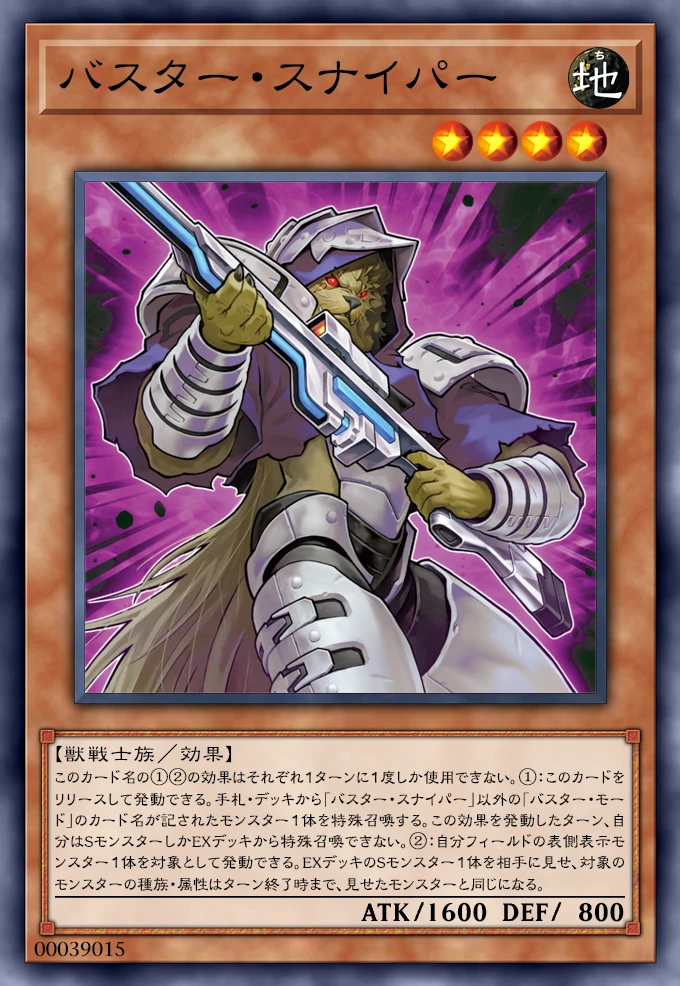 バスター・スナイパー
ち
地
【獣戦士族／効果】
このカード名の①②の効果はそれぞれ１ターンに１度しか使用できない。①：このカードを
リリースして発動できる。手札・デッキから「バスター・スナイパー」以外の「バスター・モー
ド」のカード名が記されたモンスター１体を特殊召喚する。この効果を発動したターン、自
分はSモンスターしかEXデッキから特殊召喚できない。②：自分フィールドの表側表示モ
ンスター１体を対象として発動できる。EXデッキのSモンスター１体を相手に見せ、対象の
モンスターの種族・属性はターン終了時まで、見せたモンスターと同じになる。
ATK/1600 DEF/ 800
00039015